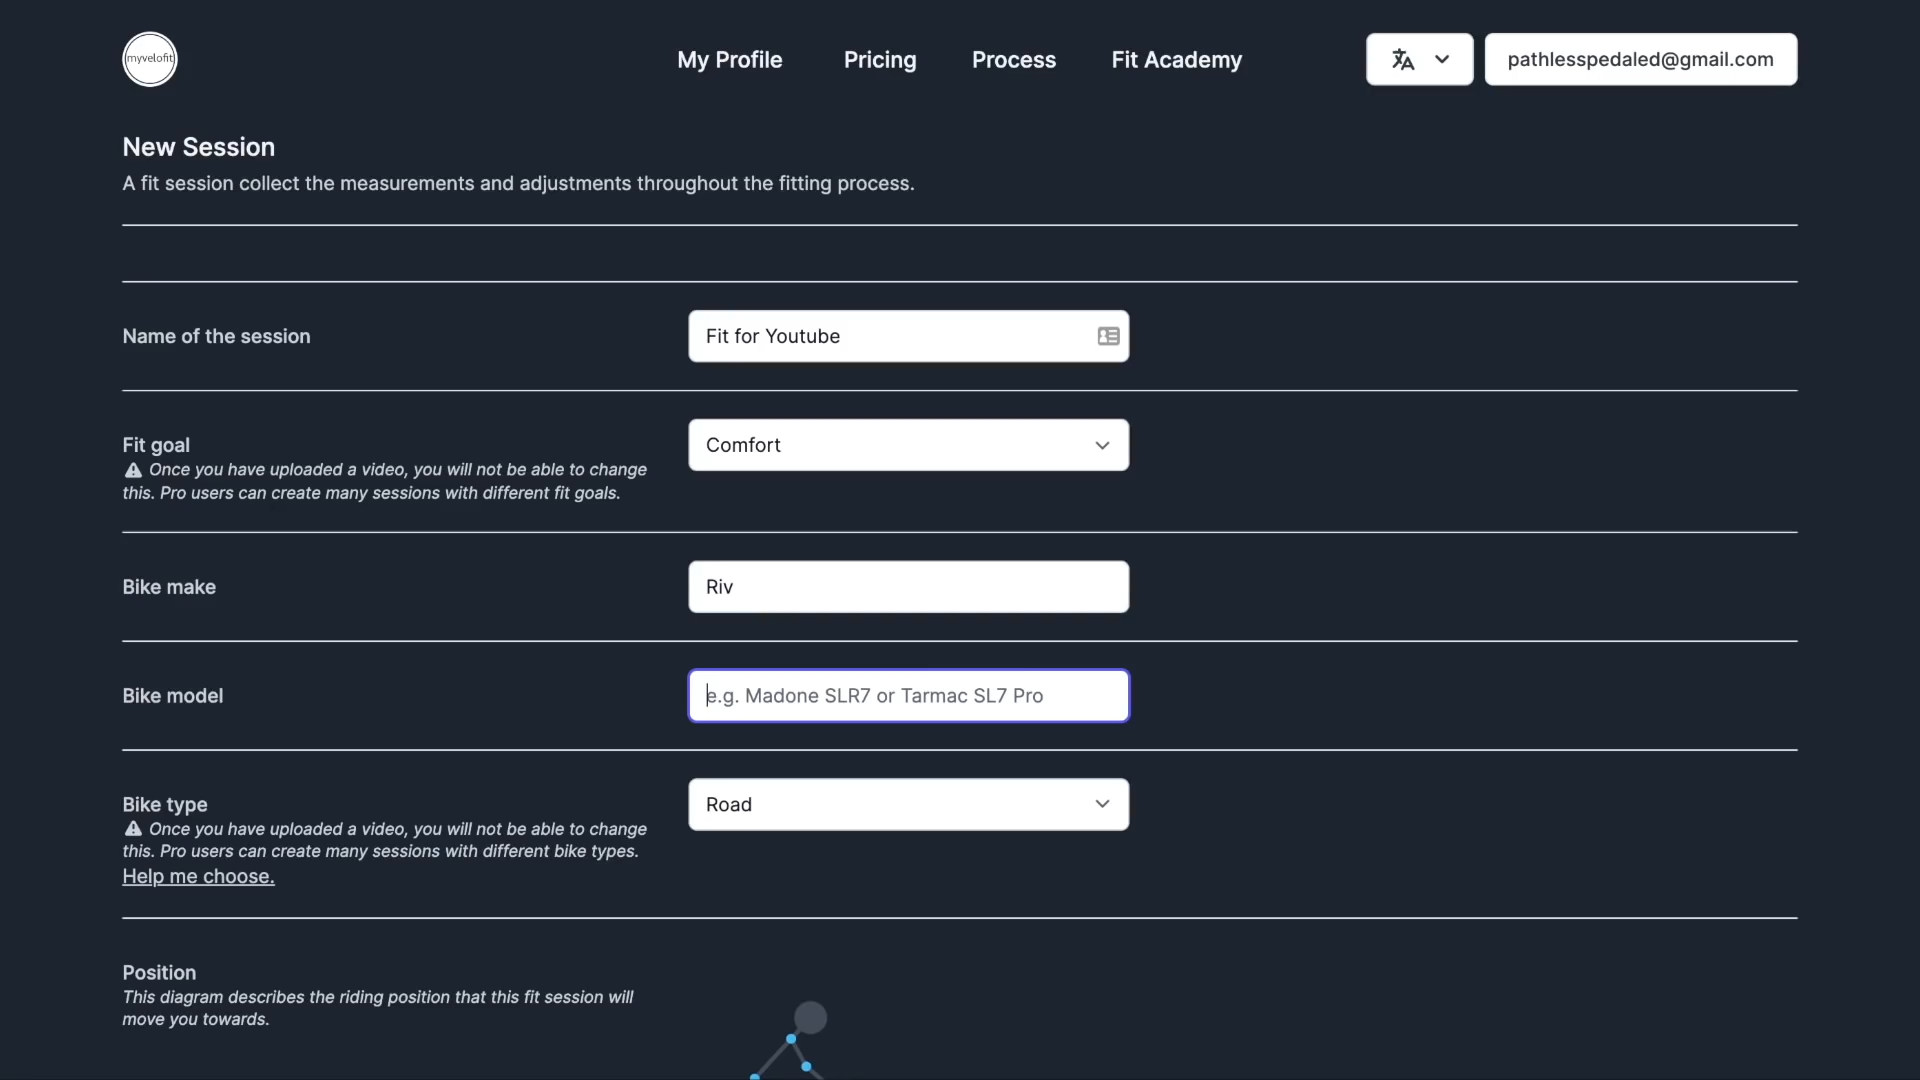 myvelofit
My Profile
Pricing
Process
Fit Academy
pathlesspedaled@gmail.com
New Session
A fit session collect the measurements and adjustments throughout the fitting process.
Name of the session
Fit for Youtube
Fit goal
Once you have uploaded a video, you will not be able to change
this. Pro users can create many sessions with different fit goals.
Comfort
Bike make
Riv
Bike model
e.g. Madone SLR7 or Tarmac SL7 Pro
Bike type
Once you have uploaded a video, you will not be able to change
this. Pro users can create many sessions with different bike types.
Help me choose.
Road
Position
This diagram describes the riding position that this fit session will
move you towards.